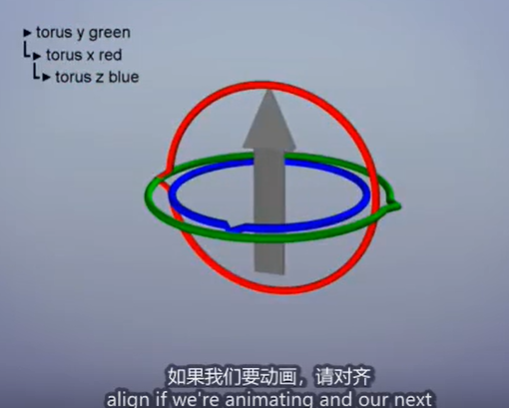 torus y green
torus x red
torus z blue
如果我们要动画，请对齐
align if we're animating and our next